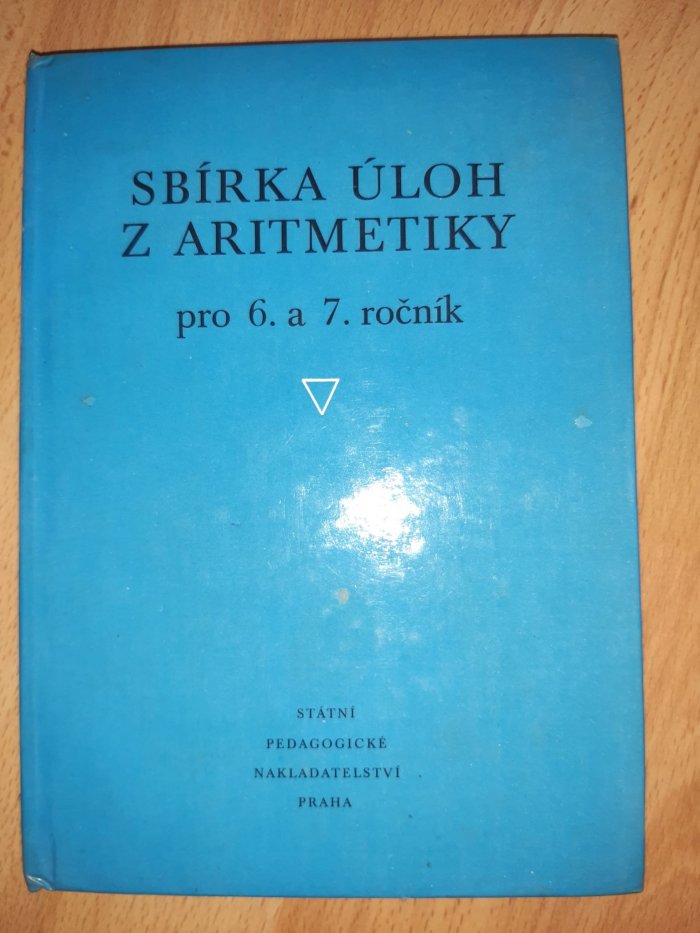 SBÍRKA ÚLOH
Z ARITMETIKY
pro 6. a 7. ročník
STÁTNÍ
PEDAGOGICKÉ
NAKLADATELSTVÍ
PRAHA